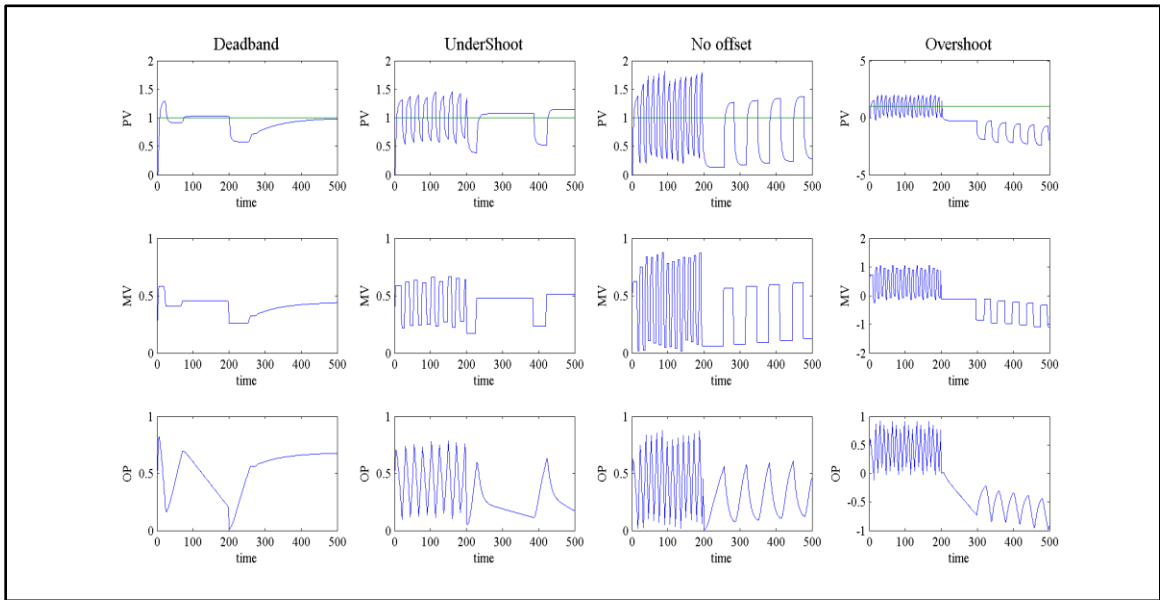 Deadband UnderShoot No offset Overshoot
2 2 2 5
1.5 1.5 1.5
PV 1 PV 1 PV 1 PV 0
0.5 0.5 0.5
0 0 0 -5
0 100 200 300 400 500 0 100 200 300 400 500 0 100 200 300 400 500 0 100 200 300 400 500
time time time time
1 1 1 2
1
MV 0.5 MV 0.5 MV 0.5 MV 0
-1
0 0 0 -2
0 100 200 300 400 500 0 100 200 300 400 500 0 100 200 300 400 500 0 100 200 300 400 500
time time time time
1 1 1 1
0.5
OP 0.5 OP 0.5 OP 0.5 OP 0
-0.5
0 0 0 -1
0 100 200 300 400 500 0 100 200 300 400 500 0 100 200 300 400 500 0 100 200 300 400 500
time time time time